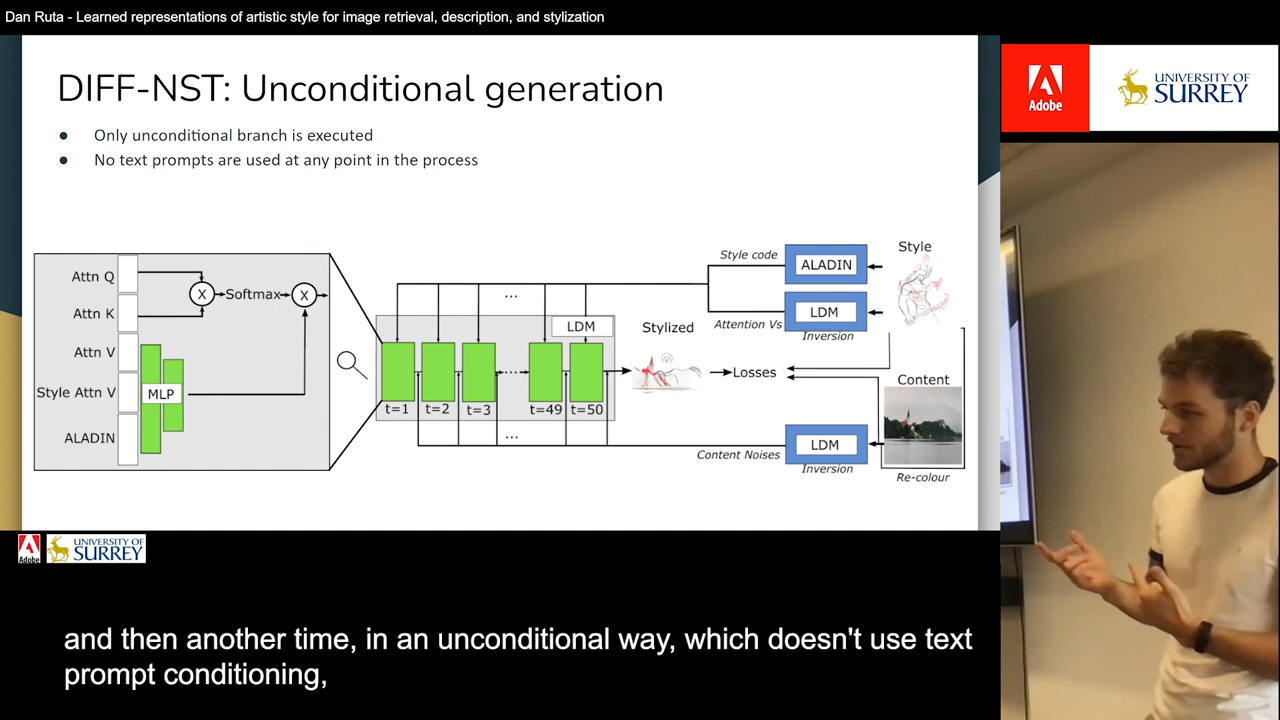 Dan Ruta - Learned representations of artistic style for image retrieval, description, and stylization
DIFF-NST: Unconditional generation
● Only unconditional branch is executed
● No text prompts are used at any point in the process
Adobe
UNIVERSITY OF
SURREY
Attn Q
Attn K
Attn V
Style Attn V
ALADIN
MLP
X
Softmax
X
...
LDM
t=1
t=2
t=3
....
t=49
t=50
...
Stylized
Losses
Style code
Attention Vs
ALADIN
LDM
Inversion
Style
Content
Content Noises
LDM
Inversion
Re-colour
Adobe
UNIVERSITY OF
SURREY
and then another time, in an unconditional way, which doesn't use text
prompt conditioning,